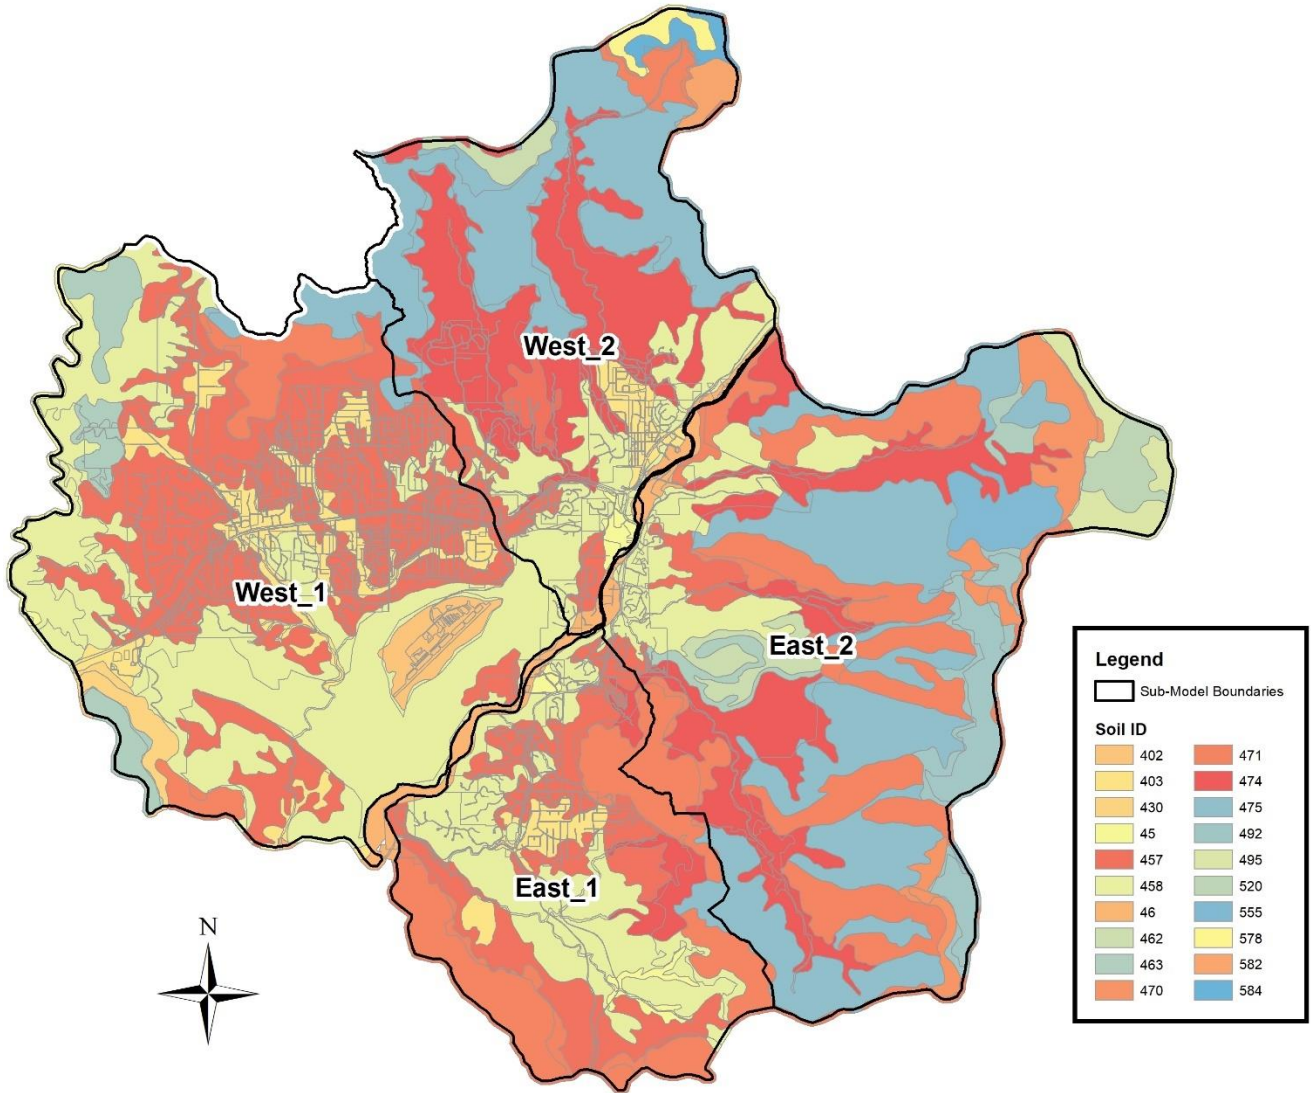 West_2
West_1
East_2
East_1
N
Legend
Sub-Model Boundaries
Soil ID
402 471
403 474
430 475
45 492
457 495
458 520
46 555
462 578
463 582
470 584